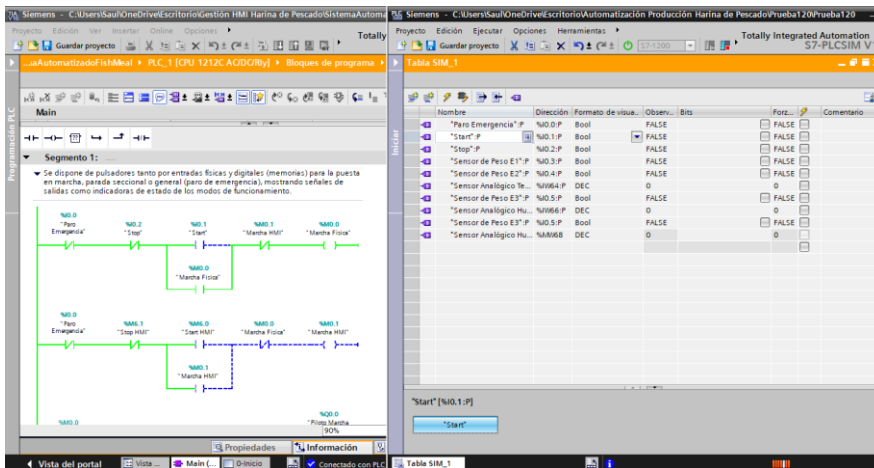 Siemens - C:\Users\Saul\OneDrive\Escritorio\Gestión HMI Harina de Pescado\SistemaAutoma
Proyecto Edición Ver Insertar Online Opciones
Guardar proyecto
Totally
...aAutomatizadoFishMeal ▸ PLC_1 [CPU 1212C AC/DC/Rly] ▸ Bloques de programa ▸
Programación PLC
Main
Segmento 1: ....
Se dispone de pulsadores tanto por entradas físicas y digitales (memorias) para la puesta
en marcha, parada seccional o general (paro de emergencia), mostrando señales de
salidas como indicadoras de estado de los modos de funcionamiento.
%I0.0
"Paro
Emergencia"
%I0.2
"Stop"
%I0.1
"Start"
%M0.1
"Marcha HMI"
%M0.0
"Marcha Física"
%M0.0
"Marcha Física"
%I0.0
"Paro
Emergencia"
%M6.1
"Stop HMI"
%M6.0
"Start HMI"
%M0.0
"Marcha Física"
%M0.1
"Marcha HMI"
%M0.1
"Marcha HMI"
%M0.0
%Q0.0
"Piloto Marcha
90%
Propiedades
Información
Vista del portal
Vista ...
Main (...
0-Inicio
Conectado con PLC
Siemens - C:\Users\Saul\OneDrive\Escritorio\Automatización Producción Harina de Pescado\Prueba120\Prueba120
Proyecto Edición Ejecutar Opciones Herramientas
Guardar proyecto
S7-1200
Totally Integrated Automation
S7-PLCSIM V1
Tabla SIM_1
Iniciar
Nombre Dirección Formato de visua.. Observ.. Bits Forz... Comentario
"Paro Emergencia":P %I0.0:P Bool FALSE FALSE
"Start":P %I0.1:P Bool FALSE FALSE
"Stop":P %I0.2:P Bool FALSE FALSE
"Sensor de Peso E1":P %I0.3:P Bool FALSE FALSE
"Sensor de Peso E2":P %I0.4:P Bool FALSE FALSE
"Sensor Analógico Te... %IW64:P DEC 0 0
"Sensor de Peso E3":P %I0.5:P Bool FALSE FALSE
"Sensor Analógico Hu... %IW66:P DEC 0 0
"Sensor de Peso E3":P %I0.5:P Bool FALSE FALSE
"Sensor Analógico Hu... %MW68 DEC 0 0
"Start" [%I0.1:P]
"Start"
Tabla SIM_1